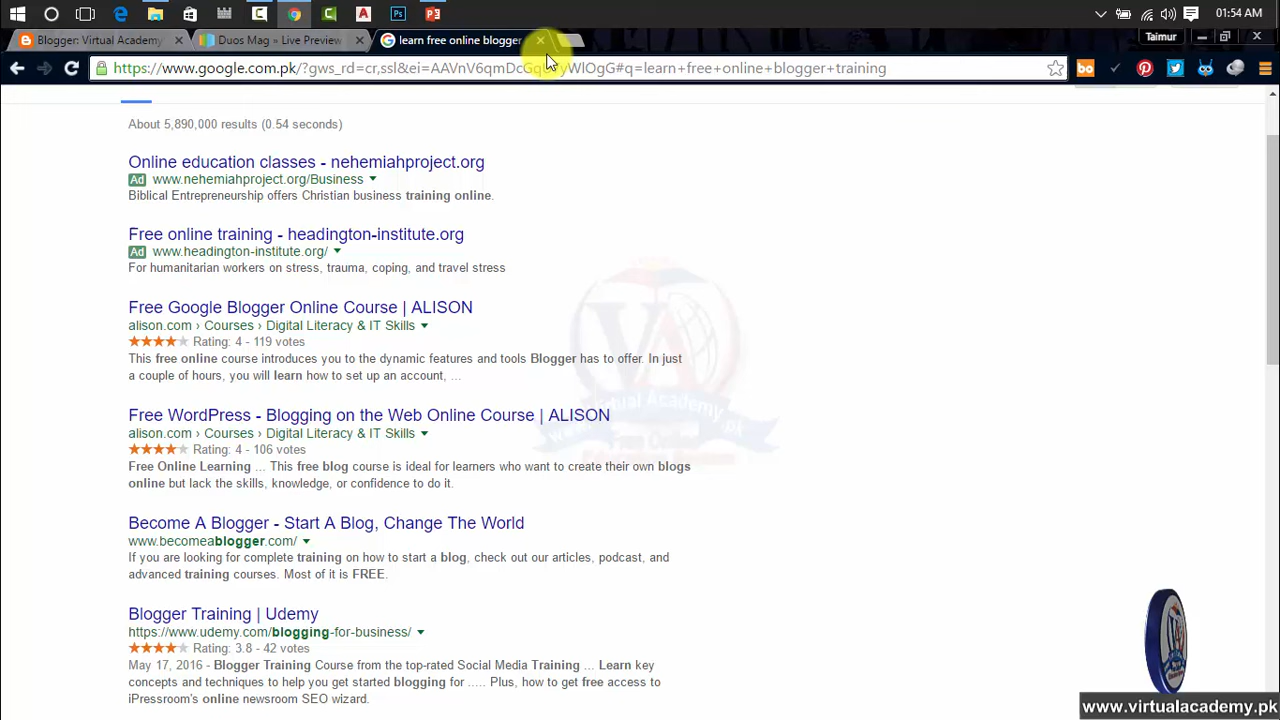 01:54 AM
Blogger: Virtual Academy
Duos Mag » Live Preview
learn free online blogger
Taimur
https://www.google.com.pk/?gws_rd=cr,ssl&ei=AAVnV6qmDcG WlOgG#q=learn+free+online+blogger+training
About 5,890,000 results (0.54 seconds)
Online education classes - nehemiahproject.org
Ad www.nehemiahproject.org/Business
Biblical Entrepreneurship offers Christian business training online.
Free online training - headington-institute.org
Ad www.headington-institute.org/
For humanitarian workers on stress, trauma, coping, and travel stress
Free Google Blogger Online Course | ALISON
alison.com › Courses › Digital Literacy & IT Skills
Rating: 4 - 119 votes
This free online course introduces you to the dynamic features and tools Blogger has to offer. In just
a couple of hours, you will learn how to set up an account, ...
Free WordPress - Blogging on the Web Online Course | ALISON
alison.com › Courses › Digital Literacy & IT Skills
Rating: 4 - 106 votes
Free Online Learning ... This free blog course is ideal for learners who want to create their own blogs
online but lack the skills, knowledge, or confidence to do it.
Become A Blogger - Start A Blog, Change The World
www.becomeablogger.com/
If you are looking for complete training on how to start a blog, check out our articles, podcast, and
advanced training courses. Most of it is FREE.
Blogger Training | Udemy
https://www.udemy.com/blogging-for-business/
Rating: 3.8 - 42 votes
May 17, 2016 - Blogger Training Course from the top-rated Social Media Training ... Learn key
concepts and techniques to help you get started blogging for ..... Plus, how to get free access to
iPressroom's online newsroom SEO wizard.
www.virtualacademy.pk